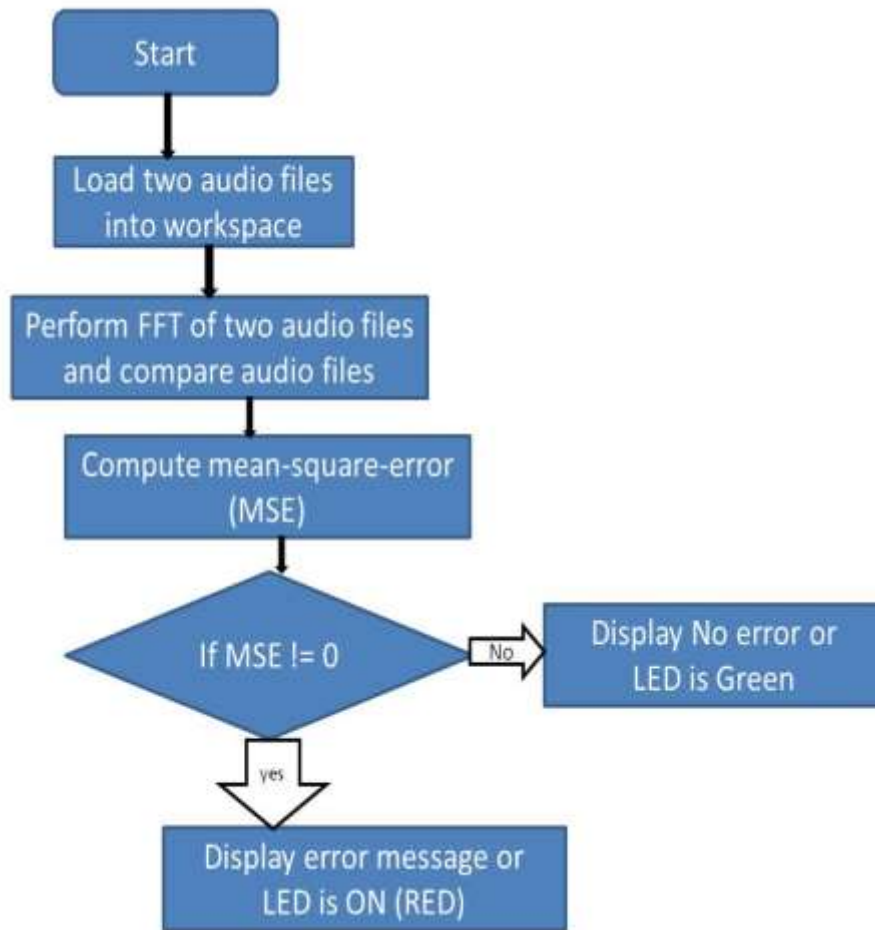 Start
Load two audio files
into workspace
Perform FFT of two audio files
and compare audio files
Compute mean-square-error
(MSE)
If MSE != 0
No
Display No error or
LED is Green
yes
Display error message or
LED is ON (RED)